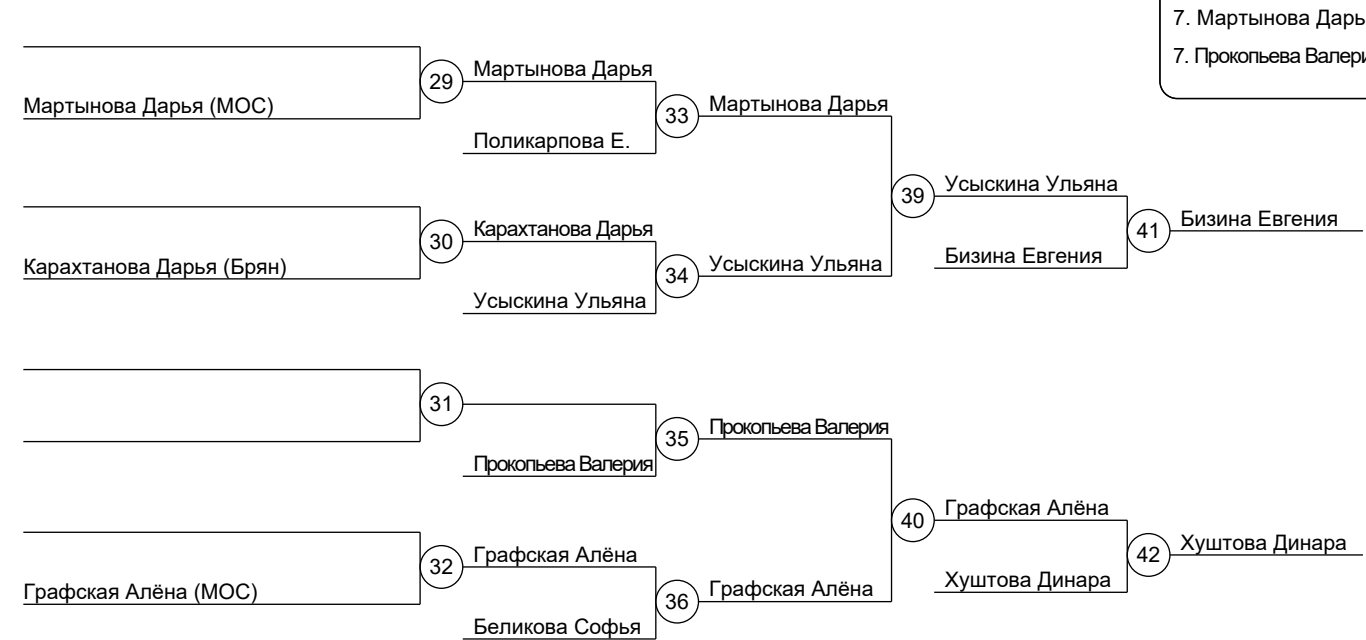 7. Мартынова Дарь
7. Прокопьева Валери
29 Мартынова Дарья
Мартынова Дарья (МОС)
33 Мартынова Дарья
Поликарпова Е.
39 Усыскина Ульяна
30 Карахтанова Дарья
41 Бизина Евгения
Карахтанова Дарья (Брян)
34 Усыскина Ульяна
Бизина Евгения
Усыскина Ульяна
31
35 Прокопьева Валерия
Прокопьева Валерия
40 Графская Алёна
32 Графская Алёна
42 Хуштова Динара
Графская Алёна (МОС)
36 Графская Алёна
Хуштова Динара
Беликова Софья